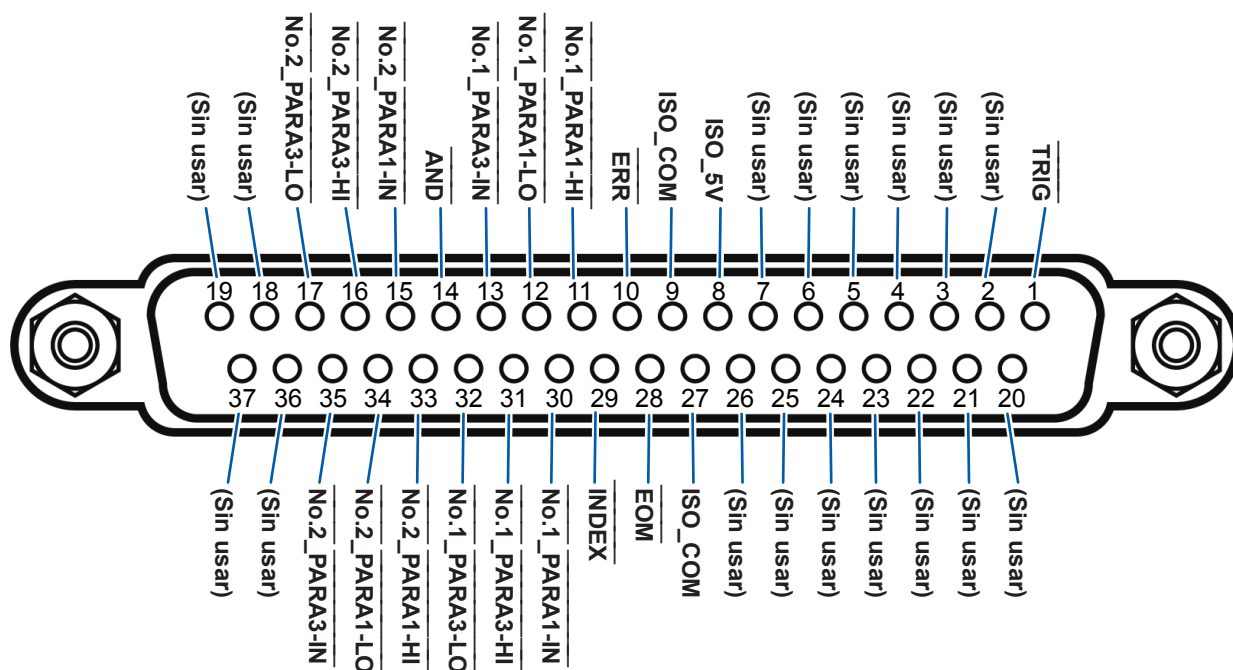 No.2_PARA3-LO
No.2_PARA3-HI
No.2_PARA1-IN
No.1_PARA3-IN
No.1_PARA1-LO
No.1_PARA1-HI
(Sin usar)
(Sin usar)
AND
ERR
ISO_COM
ISO_5V
(Sin usar)
(Sin usar)
(Sin usar)
(Sin usar)
(Sin usar)
(Sin usar)
TRIG
19 18 17 16 15 14 13 12 11 10 9 8 7 6 5 4 3 2 1
37 36 35 34 33 32 31 30 29 28 27 26 25 24 23 22 21 20
(Sin usar)
(Sin usar)
No.2_PARA3-IN
No.2_PARA1-LO
No.2_PARA1-HI
No.1_PARA3-LO
No.1_PARA3-HI
No.1_PARA1-IN
INDEX
EOM
ISO_COM
(Sin usar)
(Sin usar)
(Sin usar)
(Sin usar)
(Sin usar)
(Sin usar)
(Sin usar)